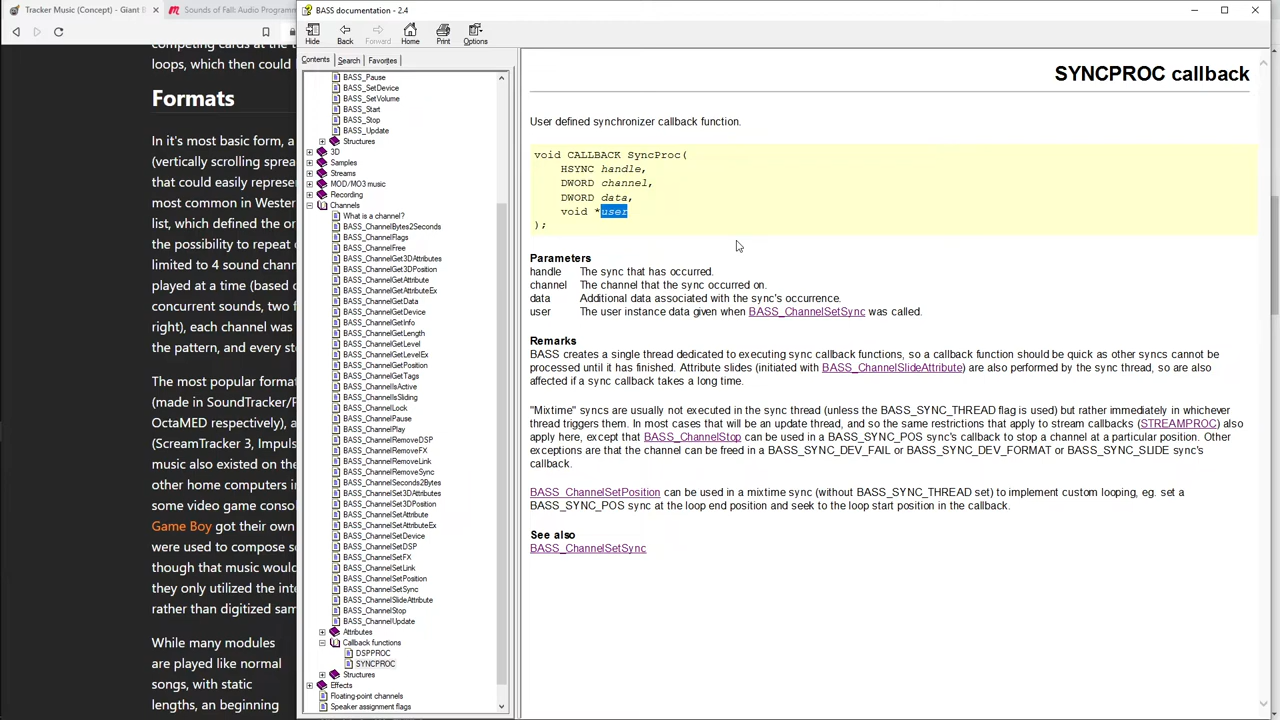 Tracker Music (Concept) - Giant B
Sounds of Fall: Audio Programm
competing cards at the t
loops, which then could
Formats
In it's most basic form, a
(vertically scrolling sprea
that could easily represe
most common in Wester
list, which defined the or
the possibility to repeat o
limited to 4 sound chann
played at a time (based o
concurrent sounds, two f
right), each channel was
the pattern, and every st
The most popular format
(made in SoundTracker/P
OctaMED respectively), a
(ScreamTracker 3, Impuls
music also existed on the
other home computers in
some video game conso
Game Boy got their own
were used to compose so
though that music would
they only utilized the inte
rather than digitized sam
While many modules
are played like normal
songs, with static
lengths, an beginning
BASS documentation - 2.4
Hide
Back
Forward
Home
Print
Options
Contents
Search
Favorites
BASS_Pause
BASS_SetDevice
BASS_SetVolume
BASS_Start
BASS_Stop
BASS_Update
Structures
3D
Samples
Streams
MOD/MO3 music
Recording
Channels
What is a channel?
BASS_ChannelBytes2Seconds
BASS_ChannelFlags
BASS_ChannelFree
BASS_ChannelGet3DAttributes
BASS_ChannelGet3DPosition
BASS_ChannelGetAttribute
BASS_ChannelGetAttributeEx
BASS_ChannelGetData
BASS_ChannelGetDevice
BASS_ChannelGetInfo
BASS_ChannelGetLength
BASS_ChannelGetLevel
BASS_ChannelGetLevelEx
BASS_ChannelGetPosition
BASS_ChannelGetTags
BASS_ChannelIsActive
BASS_ChannelIsSliding
BASS_ChannelLock
BASS_ChannelPause
BASS_ChannelPlay
BASS_ChannelRemoveDSP
BASS_ChannelRemoveFX
BASS_ChannelRemoveLink
BASS_ChannelRemoveSync
BASS_ChannelSeconds2Bytes
BASS_ChannelSet3DAttributes
BASS_ChannelSet3DPosition
BASS_ChannelSetAttribute
BASS_ChannelSetAttributeEx
BASS_ChannelSetDevice
BASS_ChannelSetDSP
BASS_ChannelSetFX
BASS_ChannelSetLink
BASS_ChannelSetPosition
BASS_ChannelSetSync
BASS_ChannelSlideAttribute
BASS_ChannelStop
BASS_ChannelUpdate
Attributes
Callback functions
DSPPROC
SYNCPROC
Structures
Effects
Floating-point channels
Speaker assignment flags
SYNCPROC callback
User defined synchronizer callback function.
void CALLBACK SyncProc(
HSYNC handle,
DWORD channel,
DWORD data,
void *user
);
Parameters
handle The sync that has occurred.
channel The channel that the sync occurred on.
data Additional data associated with the sync's occurrence.
user The user instance data given when BASS_ChannelSetSync was called.
Remarks
BASS creates a single thread dedicated to executing sync callback functions, so a callback function should be quick as other syncs cannot be
processed until it has finished. Attribute slides (initiated with BASS_ChannelSlideAttribute) are also performed by the sync thread, so are also
affected if a sync callback takes a long time.
"Mixtime" syncs are usually not executed in the sync thread (unless the BASS_SYNC_THREAD flag is used) but rather immediately in whichever
thread triggers them. In most cases that will be an update thread, and so the same restrictions that apply to stream callbacks (STREAMPROC) also
apply here, except that BASS_ChannelStop can be used in a BASS_SYNC_POS sync's callback to stop a channel at a particular position. Other
exceptions are that the channel can be freed in a BASS_SYNC_DEV_FAIL or BASS_SYNC_DEV_FORMAT or BASS_SYNC_SLIDE sync's
callback.
BASS_ChannelSetPosition can be used in a mixtime sync (without BASS_SYNC_THREAD set) to implement custom looping, eg. set a
BASS_SYNC_POS sync at the loop end position and seek to the loop start position in the callback.
See also
BASS_ChannelSetSync